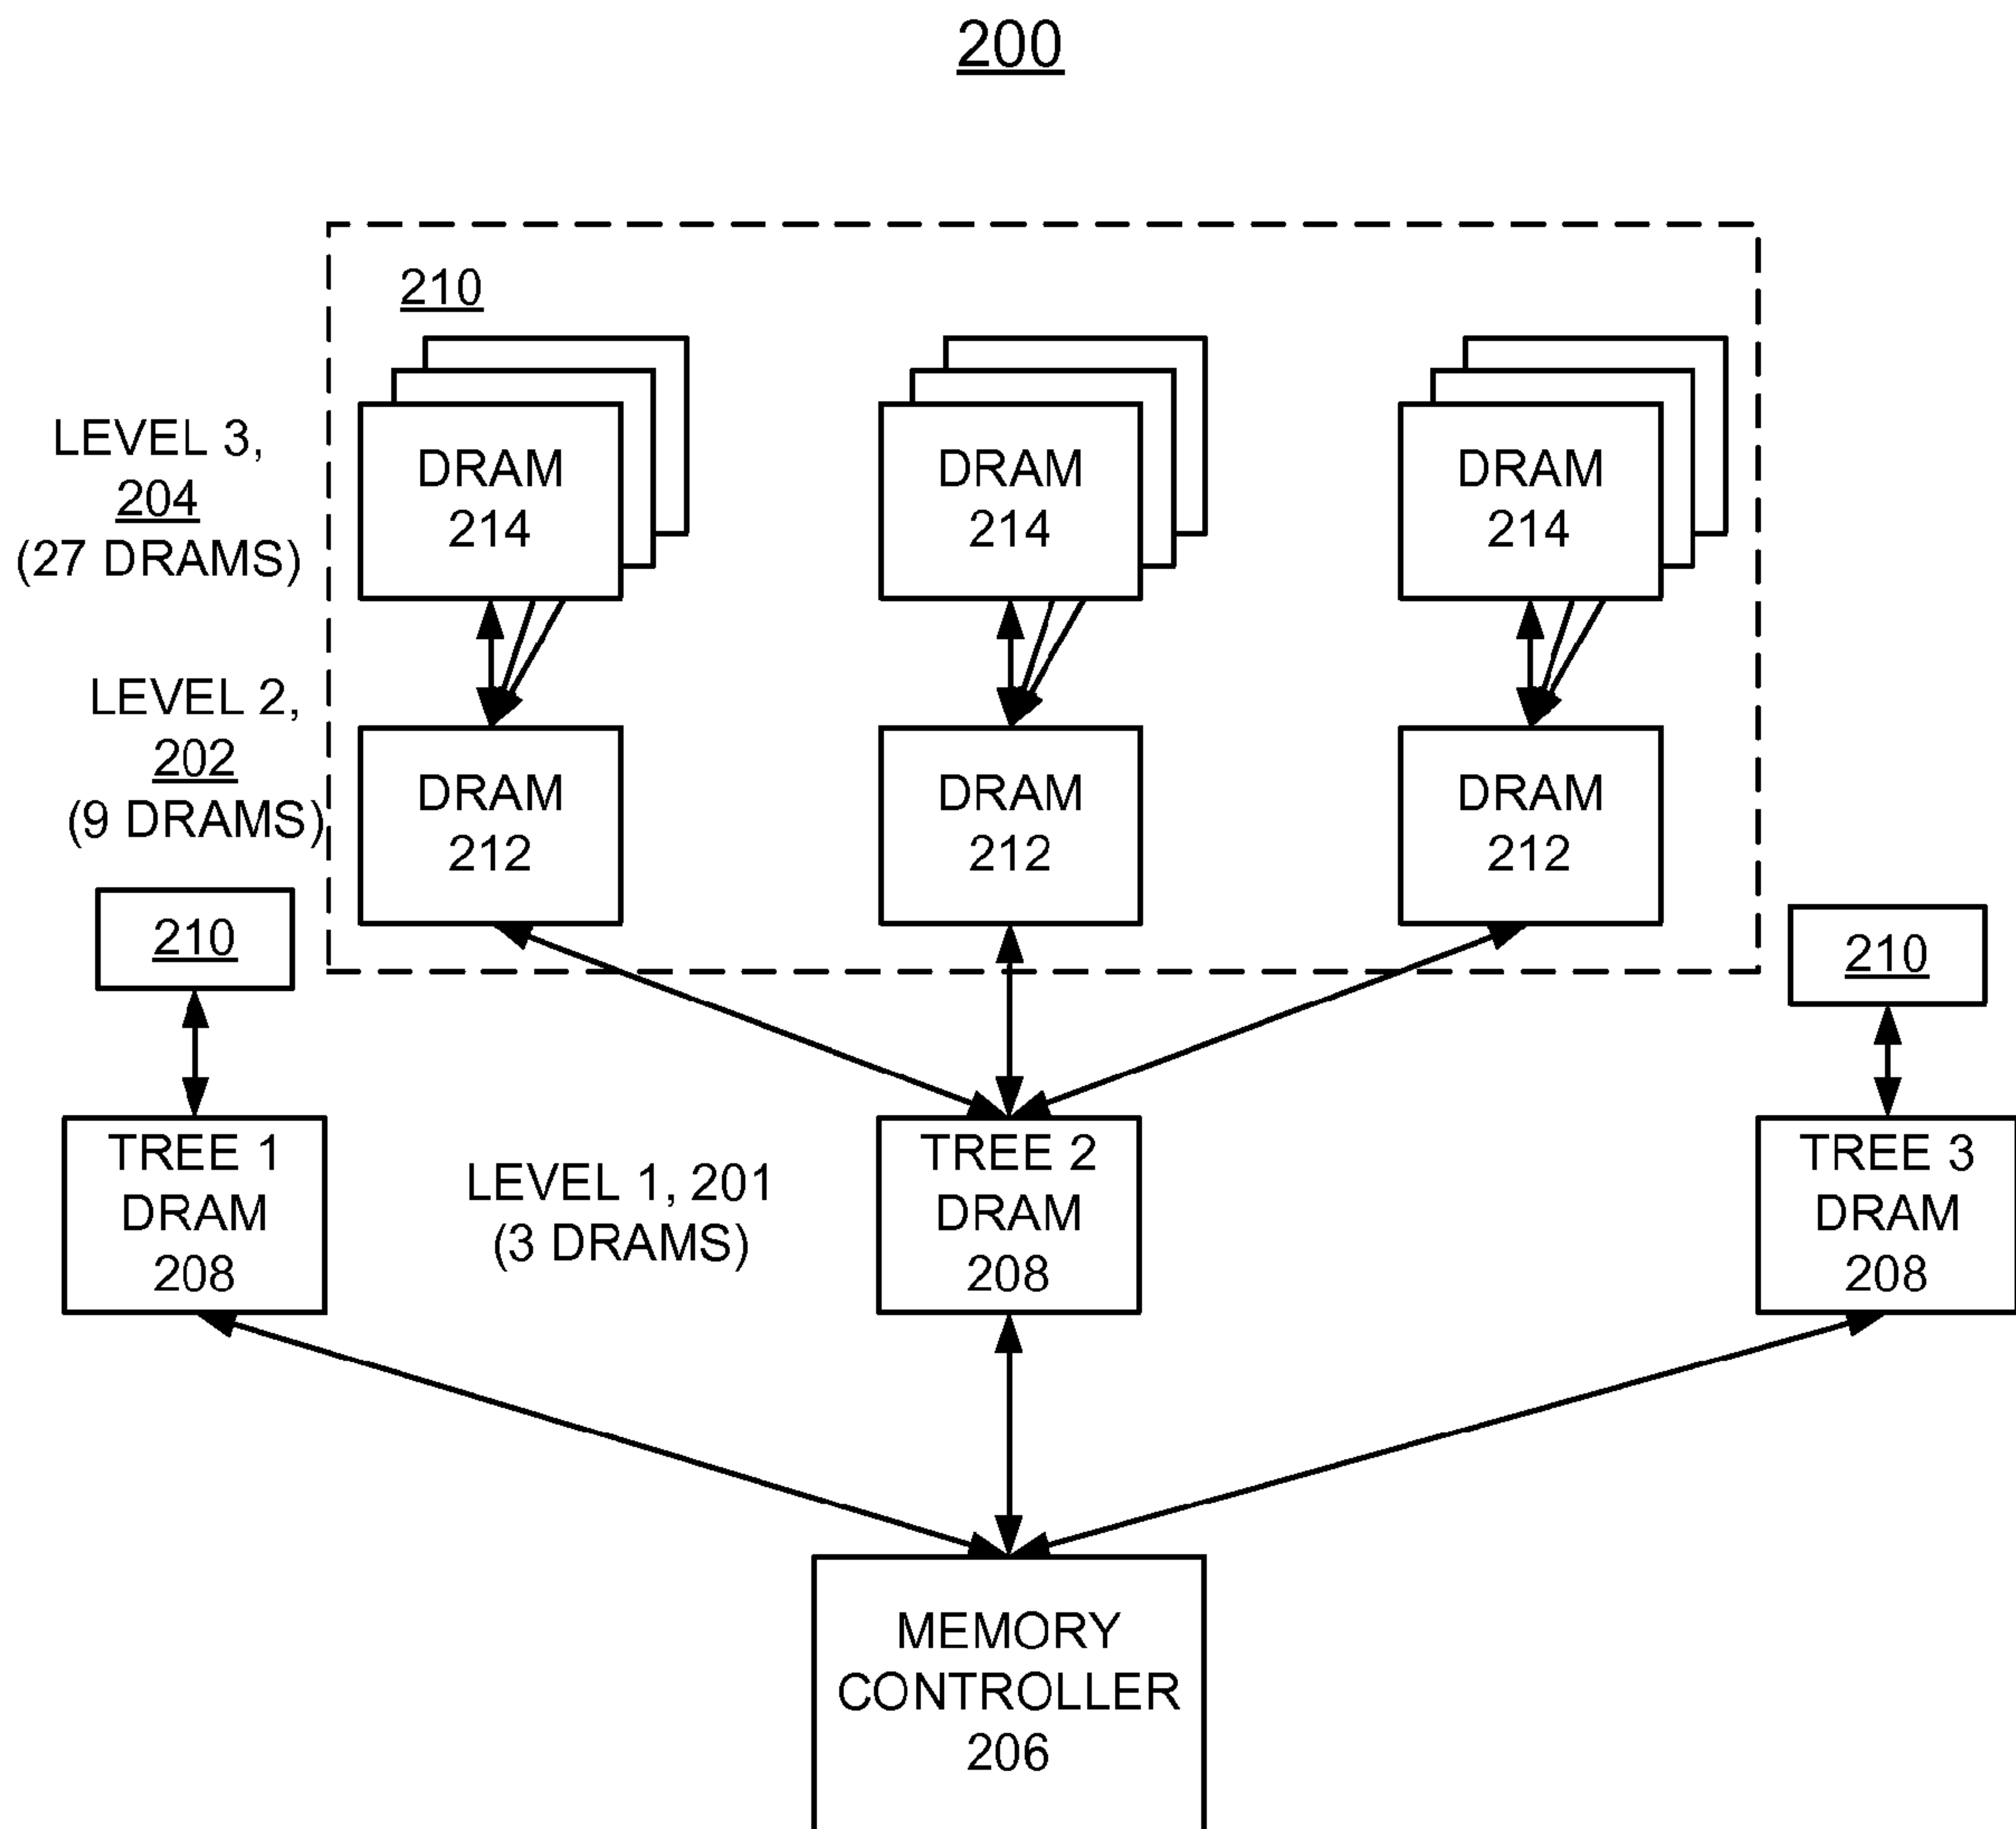 200
210
LEVEL 3,
204
(27 DRAMS)
DRAM
214
DRAM
214
DRAM
214
LEVEL 2,
202
(9 DRAMS)
DRAM
212
DRAM
212
DRAM
212
210
210
TREE 1
DRAM
208
LEVEL 1, 201
(3 DRAMS)
TREE 2
DRAM
208
TREE 3
DRAM
208
MEMORY
CONTROLLER
206